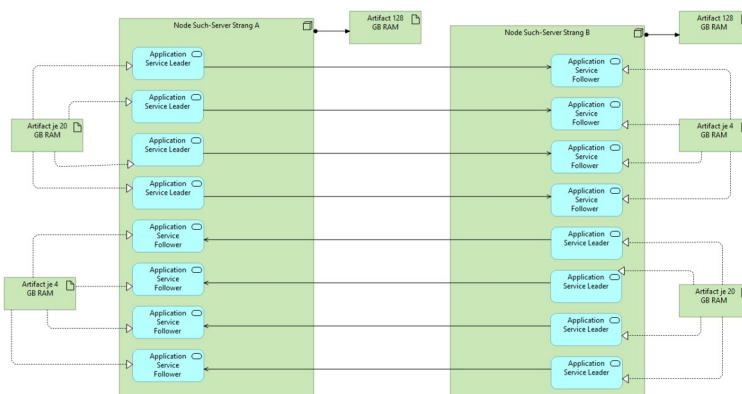 Node Such-Server Strang A
Artifact 128
GB RAM
Node Such-Server Strang B
Artifact 128
GB RAM
Application
Service Leader
Application
Service
Follower
Application
Service Leader
Application
Service
Follower
Artifact je 20
GB RAM
Artifact je 4
GB RAM
Application
Service Leader
Application
Service
Follower
Application
Service Leader
Application
Service
Follower
Application
Service
Follower
Application
Service Leader
Application
Service
Follower
Application
Service Leader
Artifact je 4
GB RAM
Artifact je 20
GB RAM
Application
Service
Follower
Application
Service Leader
Application
Service
Follower
Application
Service Leader